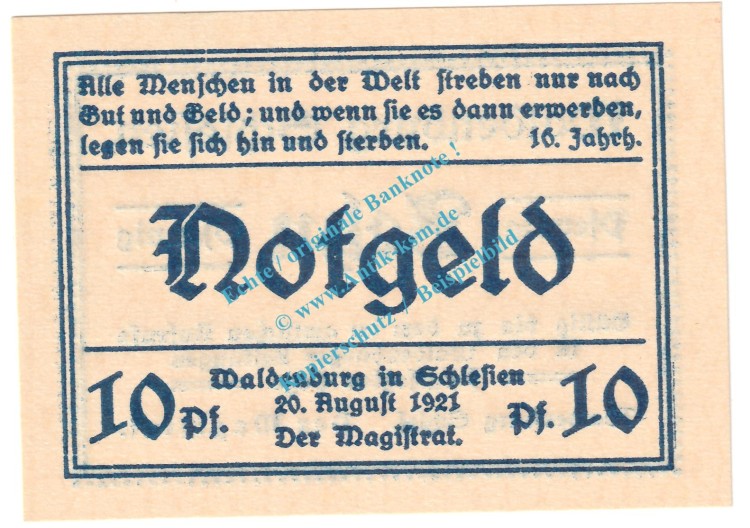 Alle Menschen in der Welt streben nur nach
Gut und Geld; und wenn sie es dann erwerben,
legen sie sich hin und sterben. 16. Jahrh.
Notgeld
Echte / originale Banknote !
© www.Antik-ksm.de
Kopierschutz / Beispielbild
10 Pf.
Waldenburg in Schlesien
20. August 1921
Der Magistrat.
Pf. 10